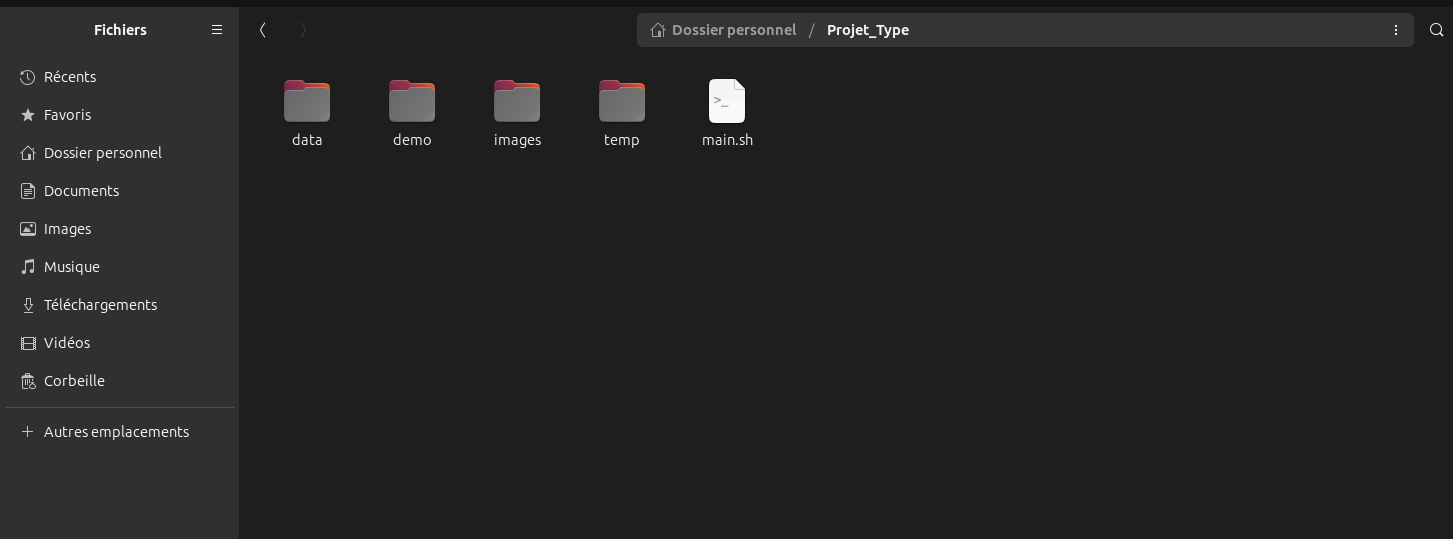 Fichiers
Dossier personnel / Projet_Type
Récents
Favoris
Dossier personnel
Documents
Images
Musique
Téléchargements
Vidéos
Corbeille
Autres emplacements
data
demo
images
temp
>_
main.sh